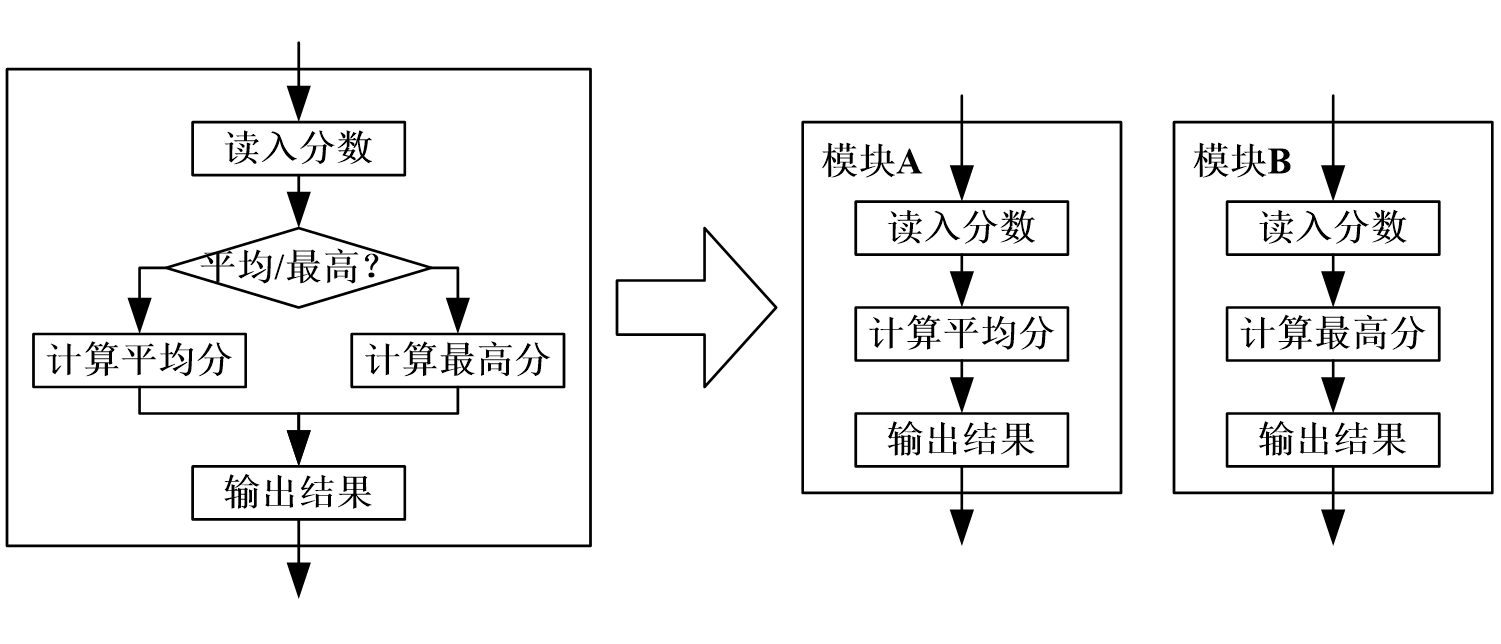 读入分数
平均/最高？
计算平均分
计算最高分
输出结果
模块A
读入分数
计算平均分
输出结果
模块B
读入分数
计算最高分
输出结果